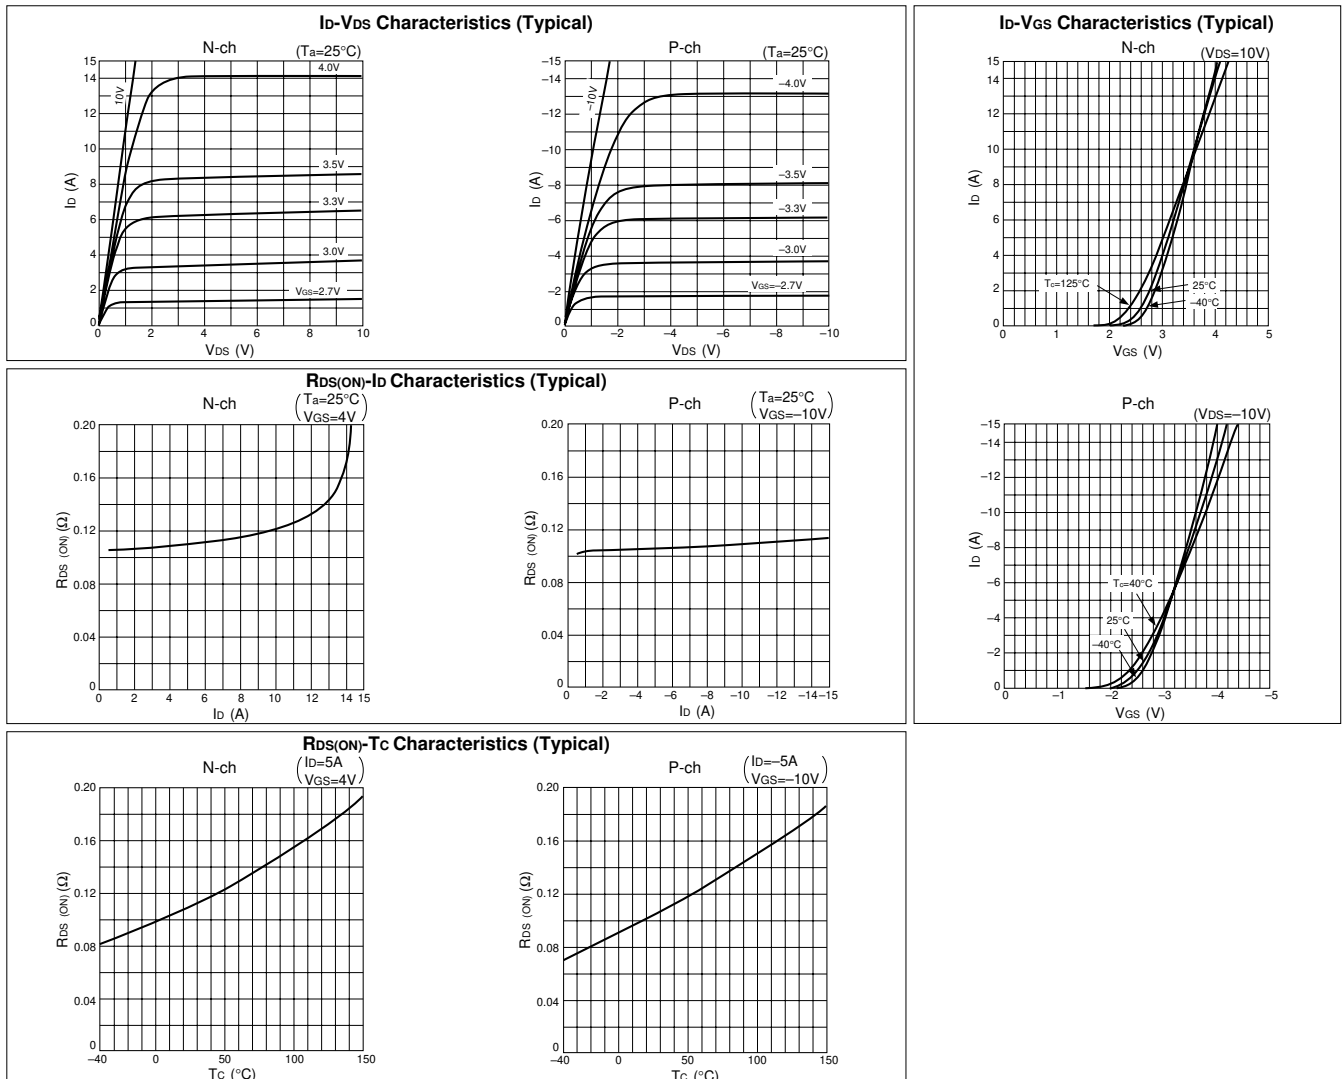 ID-VDS Characteristics (Typical)
N-ch
(Ta=25°C)
15
14
12
10
8
6
4
2
0
ID (A)
10V
4.0V
3.5V
3.3V
3.0V
VGS=2.7V
0 2 4 6 8 10
VDS (V)
P-ch
(Ta=25°C)
–15
–14
–12
–10
–8
–6
–4
–2
0
ID (A)
–10V
–4.0V
–3.5V
–3.3V
–3.0V
VGS=–2.7V
0 –2 –4 –6 –8 –10
VDS (V)
RDS(ON)-ID Characteristics (Typical)
N-ch
(Ta=25°C
VGS=4V)
0.20
0.16
0.12
0.08
0.04
0
RDS (ON) (Ω)
0 2 4 6 8 10 12 14 15
ID (A)
P-ch
(Ta=25°C
VGS=–10V)
0.20
0.16
0.12
0.08
0.04
0
RDS (ON) (Ω)
0 –2 –4 –6 –8 –10 –12 –14 –15
ID (A)
RDS(ON)-TC Characteristics (Typical)
N-ch
(ID=5A
VGS=4V)
0.20
0.16
0.12
0.08
0.04
0
RDS (ON) (Ω)
–40 0 50 100 150
TC (°C)
P-ch
(ID=–5A
VGS=–10V)
0.20
0.16
0.12
0.08
0.04
0
RDS (ON) (Ω)
–40 0 50 100 150
TC (°C)
ID-VGS Characteristics (Typical)
N-ch
(VDS=10V)
15
14
12
10
8
6
4
2
0
ID (A)
Tc=125°C
25°C
–40°C
0 1 2 3 4 5
VGS (V)
P-ch
(VDS=–10V)
–15
–14
–12
–10
–8
–6
–4
–2
0
ID (A)
Tc=40°C
25°C
–40°C
0 –1 –2 –3 –4 –5
VGS (V)